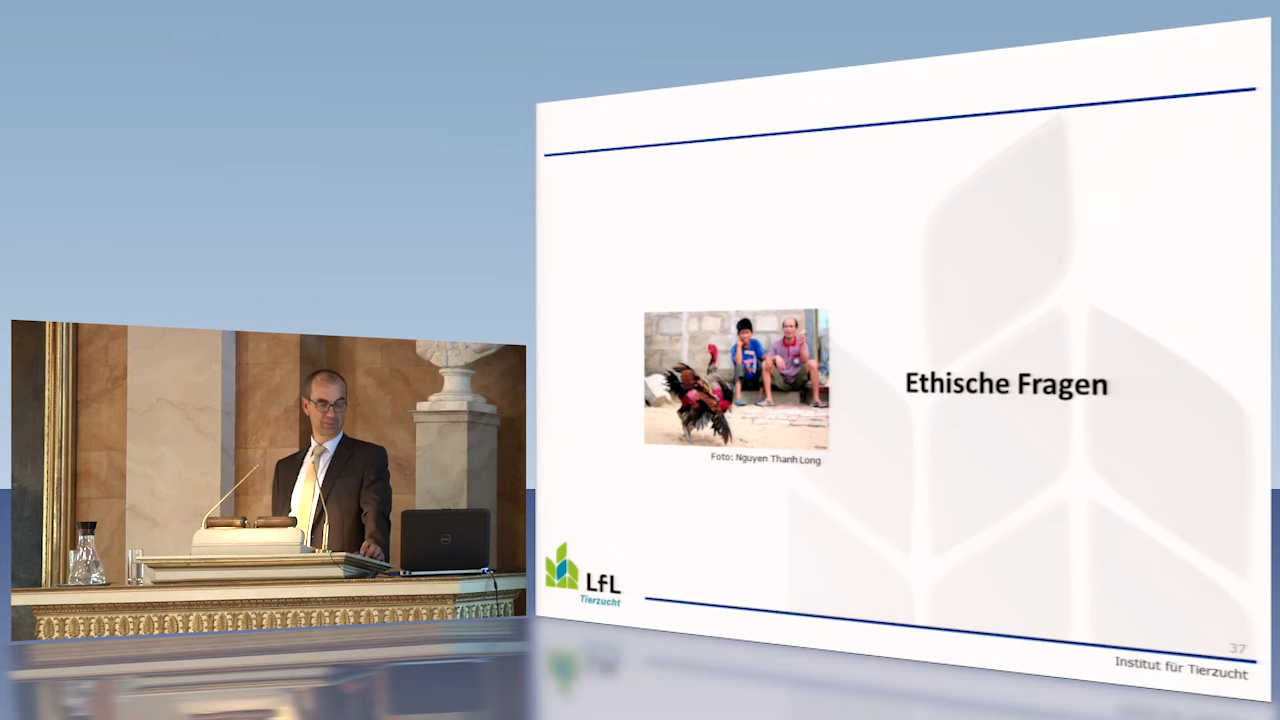 Ethische Fragen
Foto: Nguyen Thanh Long
LfL
Tierzucht
37
Institut für Tierzucht